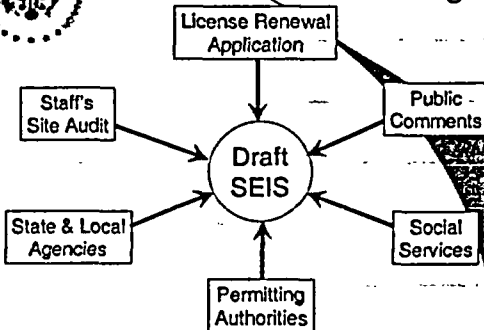 License Renewal
Application
Staff's
Site Audit
Public
Comments
Draft
SEIS
State & Local
Agencies
Social
Services
Permitting
Authorities